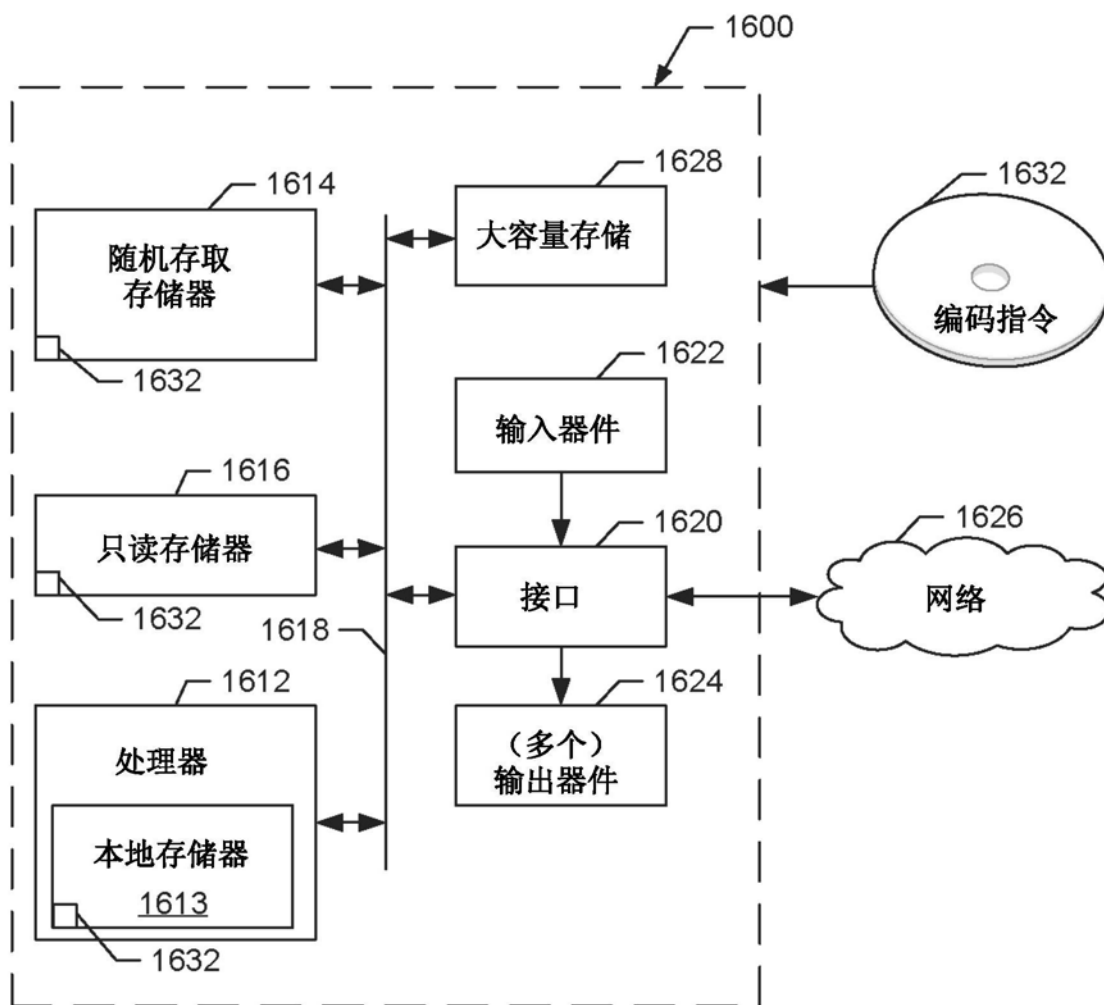 1600
1614
随机存取
存储器
1632
1628
大容量存储
1632
编码指令
1622
输入器件
1616
只读存储器
1632
1620
接口
1626
网络
1618
1612
处理器
本地存储器
1613
1632
1624
（多个）
输出器件